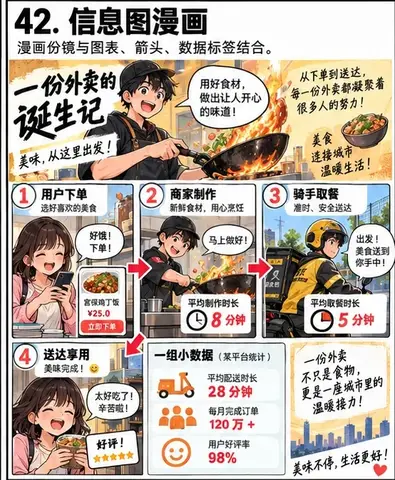 42. 信息图漫画
漫画分镜与图表、箭头、数据标签结合。
一份外卖的
诞生记
美味，从这里出发！
用好食材，
做出让人开心
的味道！
从下单到送达，
每一份外卖都凝聚着
很多人的努力！
美食
连接城市
温暖生活！
1 用户下单
选好喜欢的美食
好饿！
下单！
宫保鸡丁饭
¥25.0
立即下单
2 商家制作
新鲜食材，用心烹饪
马上做好！
平均制作时长
8 分钟
3 骑手取餐
准时、安全送达
出发！
美食送到
你手中！
平均取餐时长
5 分钟
4 送达享用
美味完成！
太好吃了！
辛苦啦！
好评！
一组小数据（某平台统计）
平均配送时长
28 分钟
每月完成订单
120 万 +
用户好评率
98%
一份外卖
不只是食物，
更是一座城市里的
温暖接力！
美味不停，生活更好！